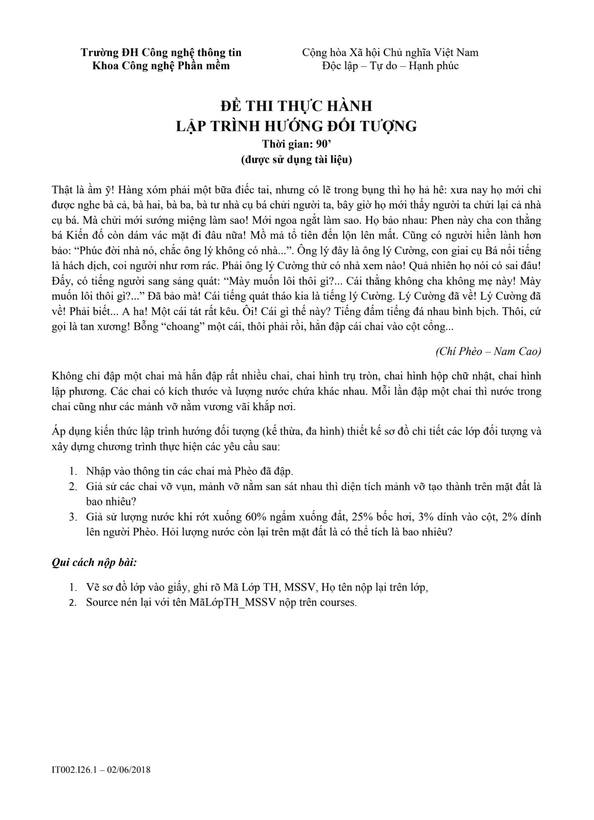 Trường ĐH Công nghệ thông tin
Khoa Công nghệ Phần mềm
Cộng hòa Xã hội Chủ nghĩa Việt Nam
Độc lập – Tự do – Hạnh phúc
ĐỀ THI THỰC HÀNH
LẬP TRÌNH HƯỚNG ĐỐI TƯỢNG
Thời gian: 90’
(được sử dụng tài liệu)
Thật là ầm ỹ! Hàng xóm phải một bữa điếc tai, nhưng có lẽ trong bụng thì họ hả hê: xưa nay họ mới chỉ
được nghe bà cả, bà hai, bà ba, bà tư nhà cụ bá chửi người ta, bây giờ họ mới thấy người ta chửi lại cả nhà
cụ bá. Mà chửi mới sướng miệng làm sao! Mới ngoa ngắt làm sao. Họ bảo nhau: Phen này cha con thằng
bá Kiến đố còn dám vác mặt đi đâu nữa! Mồ mả tổ tiên đến lộn lên mất. Cũng có người hiền lành hơn
bảo: “Phúc đời nhà nó, chắc ông lý không có nhà...”. Ông lý đây là ông lý Cường, con giai cụ Bá nổi tiếng
là hách dịch, coi người như rơm rác. Phải ông lý Cường thử có nhà xem nào! Quả nhiên họ nói có sai đâu!
Đấy, có tiếng người sang sảng quát: “Mày muốn lôi thôi gì?... Cái thằng không cha không mẹ này! Mày
muốn lôi thôi gì?...” Đã bảo mà! Cái tiếng quát tháo kia là tiếng lý Cường. Lý Cường đã về! Lý Cường đã
về! Phải biết... A ha! Một cái tát rất kêu. Ôi! Cái gì thế này? Tiếng đấm tiếng đá nhau bình bịch. Thôi, cứ
gọi là tan xương! Bỗng “choang” một cái, thôi phải rồi, hắn đập cái chai vào cột cổng...
(Chí Phèo – Nam Cao)
Không chỉ đập một chai mà hắn đập rất nhiều chai, chai hình trụ tròn, chai hình hộp chữ nhật, chai hình
lập phương. Các chai có kích thước và lượng nước chứa khác nhau. Mỗi lần đập một chai thì nước trong
chai cũng như các mảnh vỡ nằm vương vãi khắp nơi.
Áp dụng kiến thức lập trình hướng đối tượng (kế thừa, đa hình) thiết kế sơ đồ chi tiết các lớp đối tượng và
xây dựng chương trình thực hiện các yêu cầu sau:
1. Nhập vào thông tin các chai mà Phèo đã đập.
2. Giả sử các chai vỡ vụn, mảnh vỡ nằm san sát nhau thì diện tích mảnh vỡ tạo thành trên mặt đất là
bao nhiêu?
3. Giả sử lượng nước khi rớt xuống 60% ngấm xuống đất, 25% bốc hơi, 3% dính vào cột, 2% dính
lên người Phèo. Hỏi lượng nước còn lại trên mặt đất là có thể tích là bao nhiêu?
Qui cách nộp bài:
1. Vẽ sơ đồ lớp vào giấy, ghi rõ Mã Lớp TH, MSSV, Họ tên nộp lại trên lớp,
2. Source nén lại với tên MãLớpTH_MSSV nộp trên courses.
IT002.I26.1 – 02/06/2018